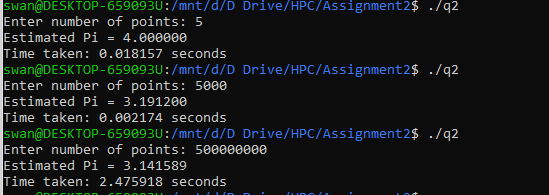 swan@DESKTOP-659093U:/mnt/d/D Drive/HPC/Assignment2$ ./q2
Enter number of points: 5
Estimated Pi = 4.000000
Time taken: 0.018157 seconds
swan@DESKTOP-659093U:/mnt/d/D Drive/HPC/Assignment2$ ./q2
Enter number of points: 5000
Estimated Pi = 3.191200
Time taken: 0.002174 seconds
swan@DESKTOP-659093U:/mnt/d/D Drive/HPC/Assignment2$ ./q2
Enter number of points: 500000000
Estimated Pi = 3.141589
Time taken: 2.475918 seconds